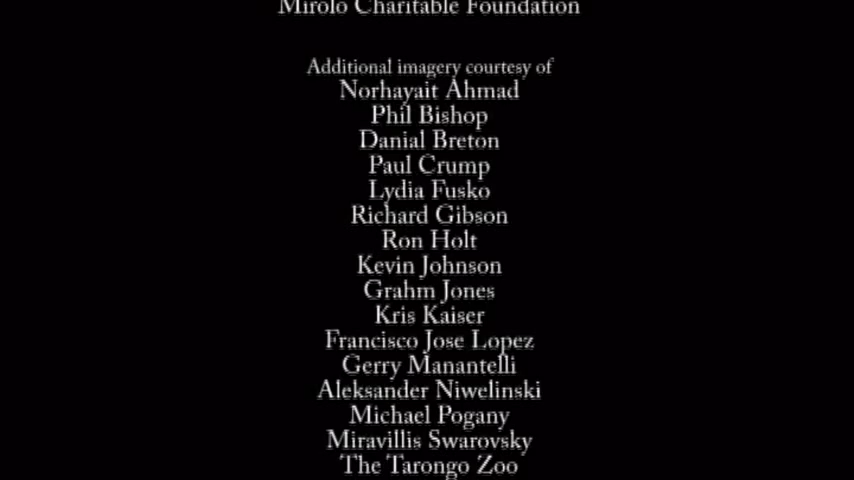 Mirolo Charitable Foundation
Additional imagery courtesy of
Norhayait Ahmad
Phil Bishop
Danial Breton
Paul Crump
Lydia Fusko
Richard Gibson
Ron Holt
Kevin Johnson
Grahm Jones
Kris Kaiser
Francisco Jose Lopez
Gerry Manantelli
Aleksander Niwelinski
Michael Pogany
Miravillis Swarovsky
The Tarongo Zoo